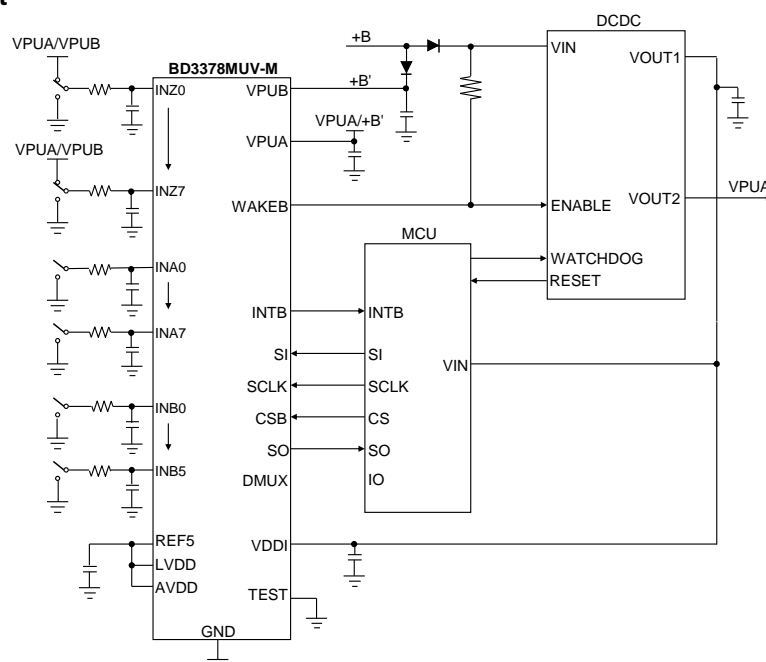 DCDC
VPUA/VPUB
+B
VIN
VOUT1
BD3378MUV-M
INZ0
VPUB
+B'
VPUA/+B'
VPUA
VPUA/VPUB
INZ7
WAKEB
ENABLE
VOUT2
VPUA
MCU
INA0
WATCHDOG
RESET
INTB
INTB
INA7
SI
SI
VIN
SCLK
SCLK
INB0
CSB
CS
SO
SO
INB5
DMUX
IO
REF5
VDDI
LVDD
AVDD
TEST
GND